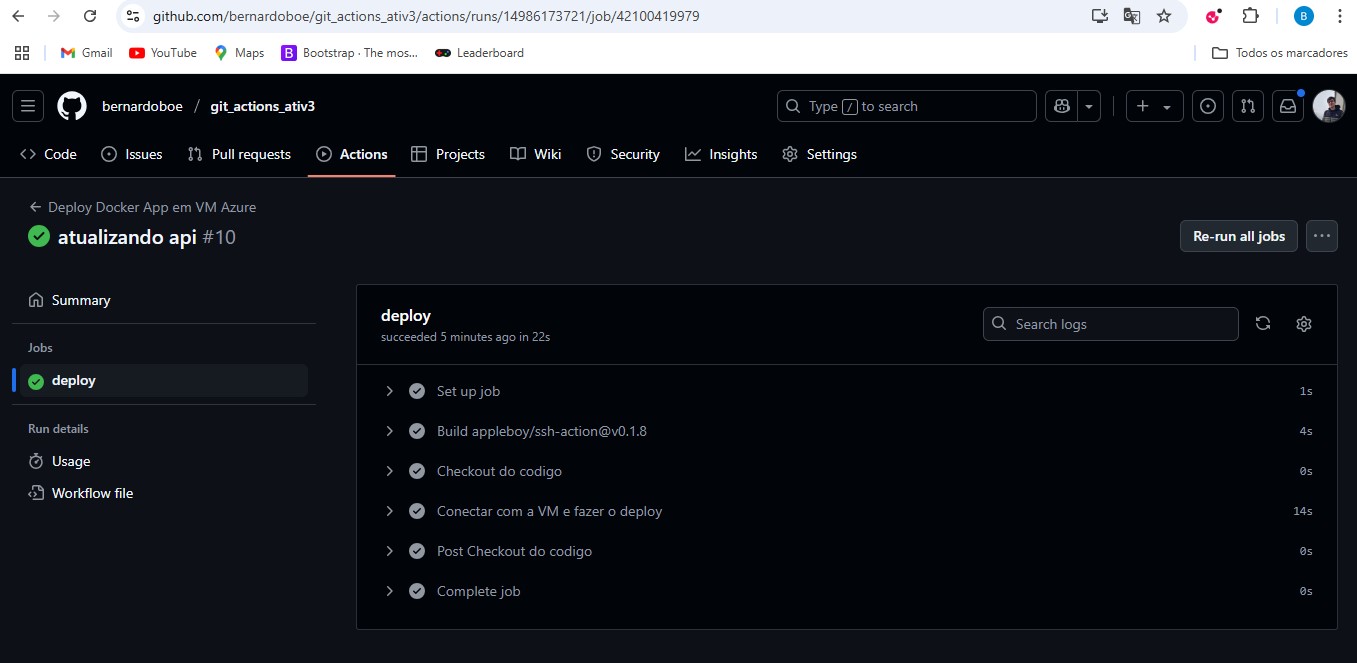 github.com/bernardoboe/git_actions_ativ3/actions/runs/14986173721/job/42100419979
B
Gmail YouTube Maps B Bootstrap · The mos... Leaderboard Todos os marcadores
bernardoboe / git_actions_ativ3 Type / to search
Code Issues Pull requests Actions Projects Wiki Security Insights Settings
Deploy Docker App em VM Azure
atualizando api #10
Re-run all jobs
Summary
Jobs
deploy
Run details
Usage
Workflow file
deploy
succeeded 5 minutes ago in 22s
Search logs
Set up job 1s
Build appleboy/ssh-action@v0.1.8 4s
Checkout do codigo 0s
Conectar com a VM e fazer o deploy 14s
Post Checkout do codigo 0s
Complete job 0s